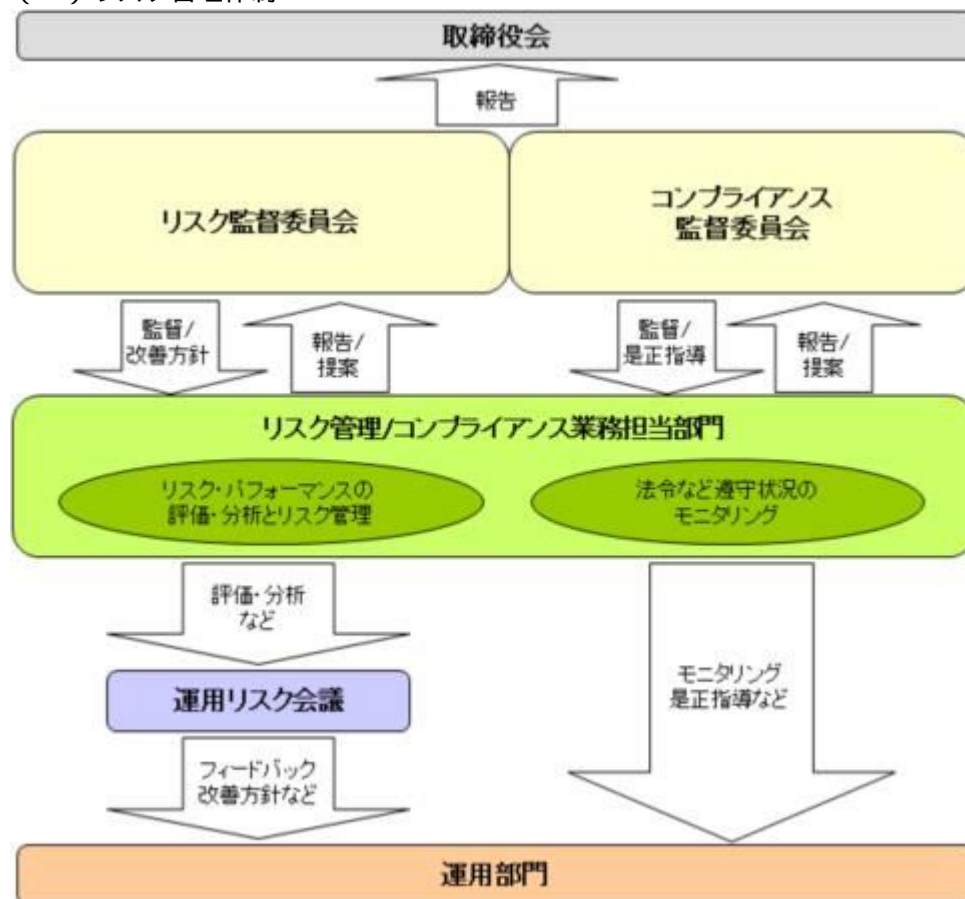 取締役会
報告
リスク監督委員会
コンプライアンス
監督委員会
監督/
改善方針
報告/
提案
監督/
是正指導
報告/
提案
リスク管理/コンプライアンス業務担当部門
リスク・パフォーマンスの
評価・分析とリスク管理
法令など遵守状況の
モニタリング
評価・分析
など
運用リスク会議
フィードバック
改善方針など
モニタリング
是正指導など
運用部門